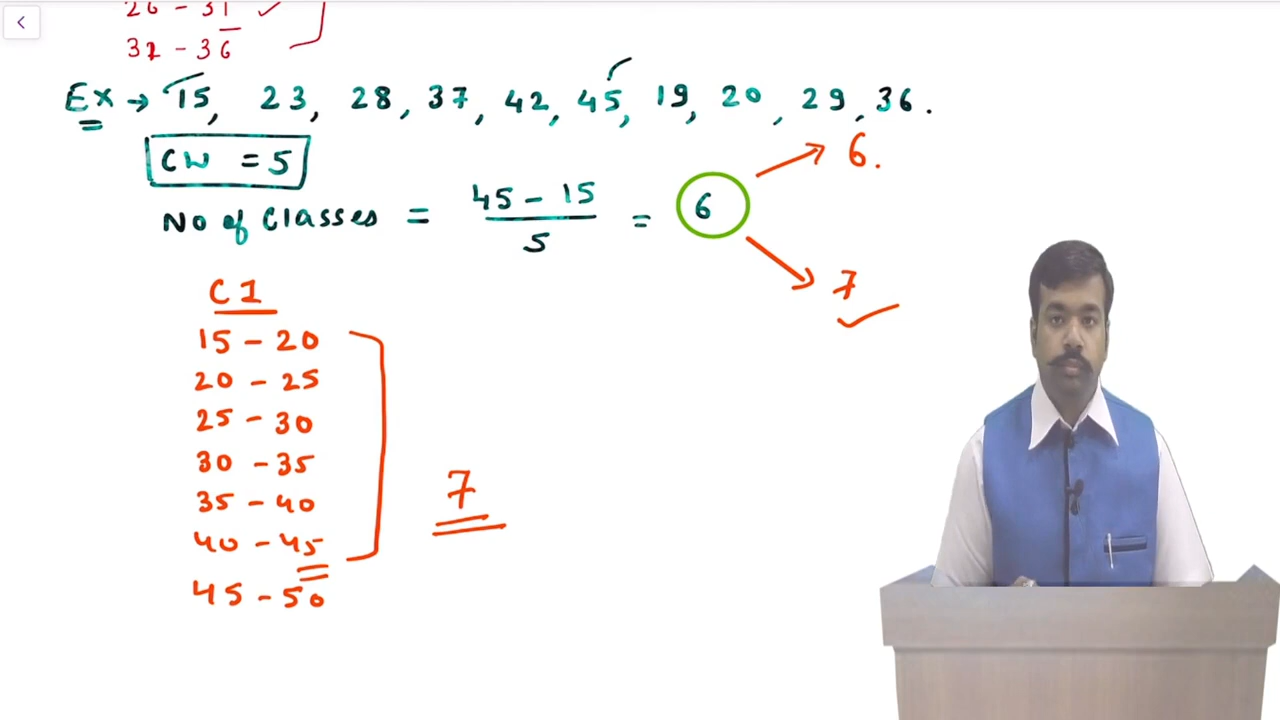 26 - 31 ✓
32 - 36
Ex → 15, 23, 28, 37, 42, 45, 19, 20, 29, 36.
CW = 5
6.
No of Classes = 45 - 15 / 5 = 6
7 ✓
CI
15 - 20
20 - 25
25 - 30
30 - 35
35 - 40
7
40 - 45
45 - 50